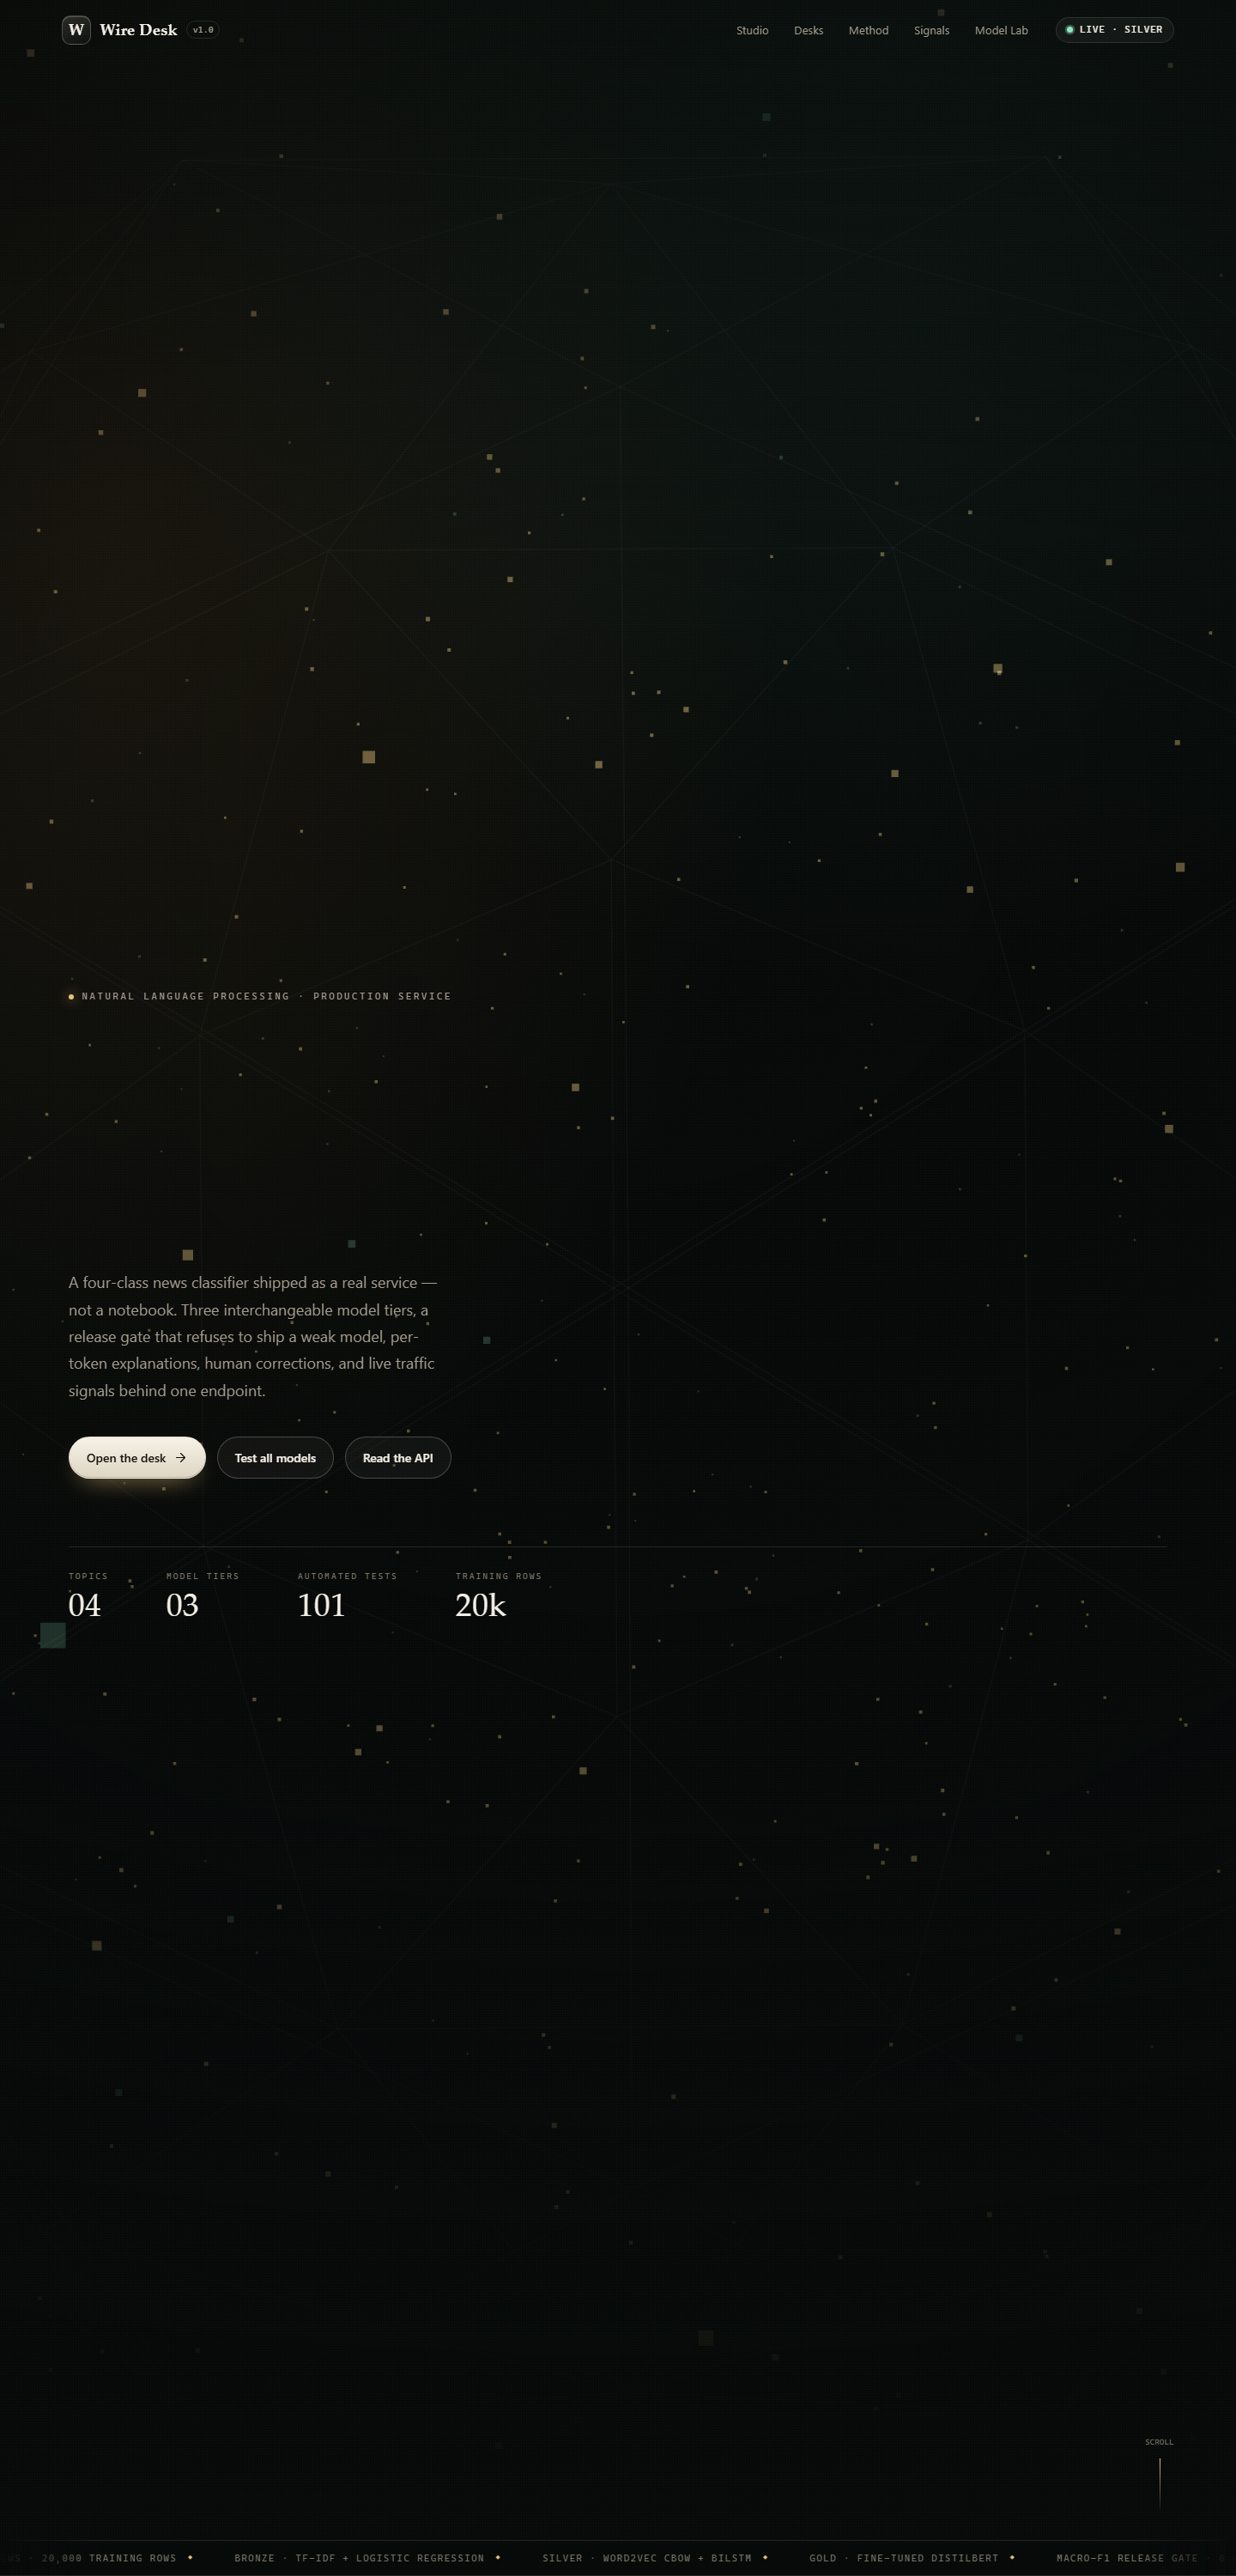 W Wire Desk v1.0 Studio Desks Method Signals Model Lab LIVE · SILVER
NATURAL LANGUAGE PROCESSING · PRODUCTION SERVICE
A four-class news classifier shipped as a real service —
not a notebook. Three interchangeable model tiers, a
release gate that refuses to ship a weak model, per-
token explanations, human corrections, and live traffic
signals behind one endpoint.
Open the desk → Test all models Read the API
TOPICS MODEL TIERS AUTOMATED TESTS TRAINING ROWS
04 03 101 20k
SCROLL
· 20,000 TRAINING ROWS ◆ BRONZE · TF-IDF + LOGISTIC REGRESSION ◆ SILVER · WORD2VEC CBOW + BILSTM ◆ GOLD · FINE-TUNED DISTILBERT ◆ MACRO-F1 RELEASE GATE ·